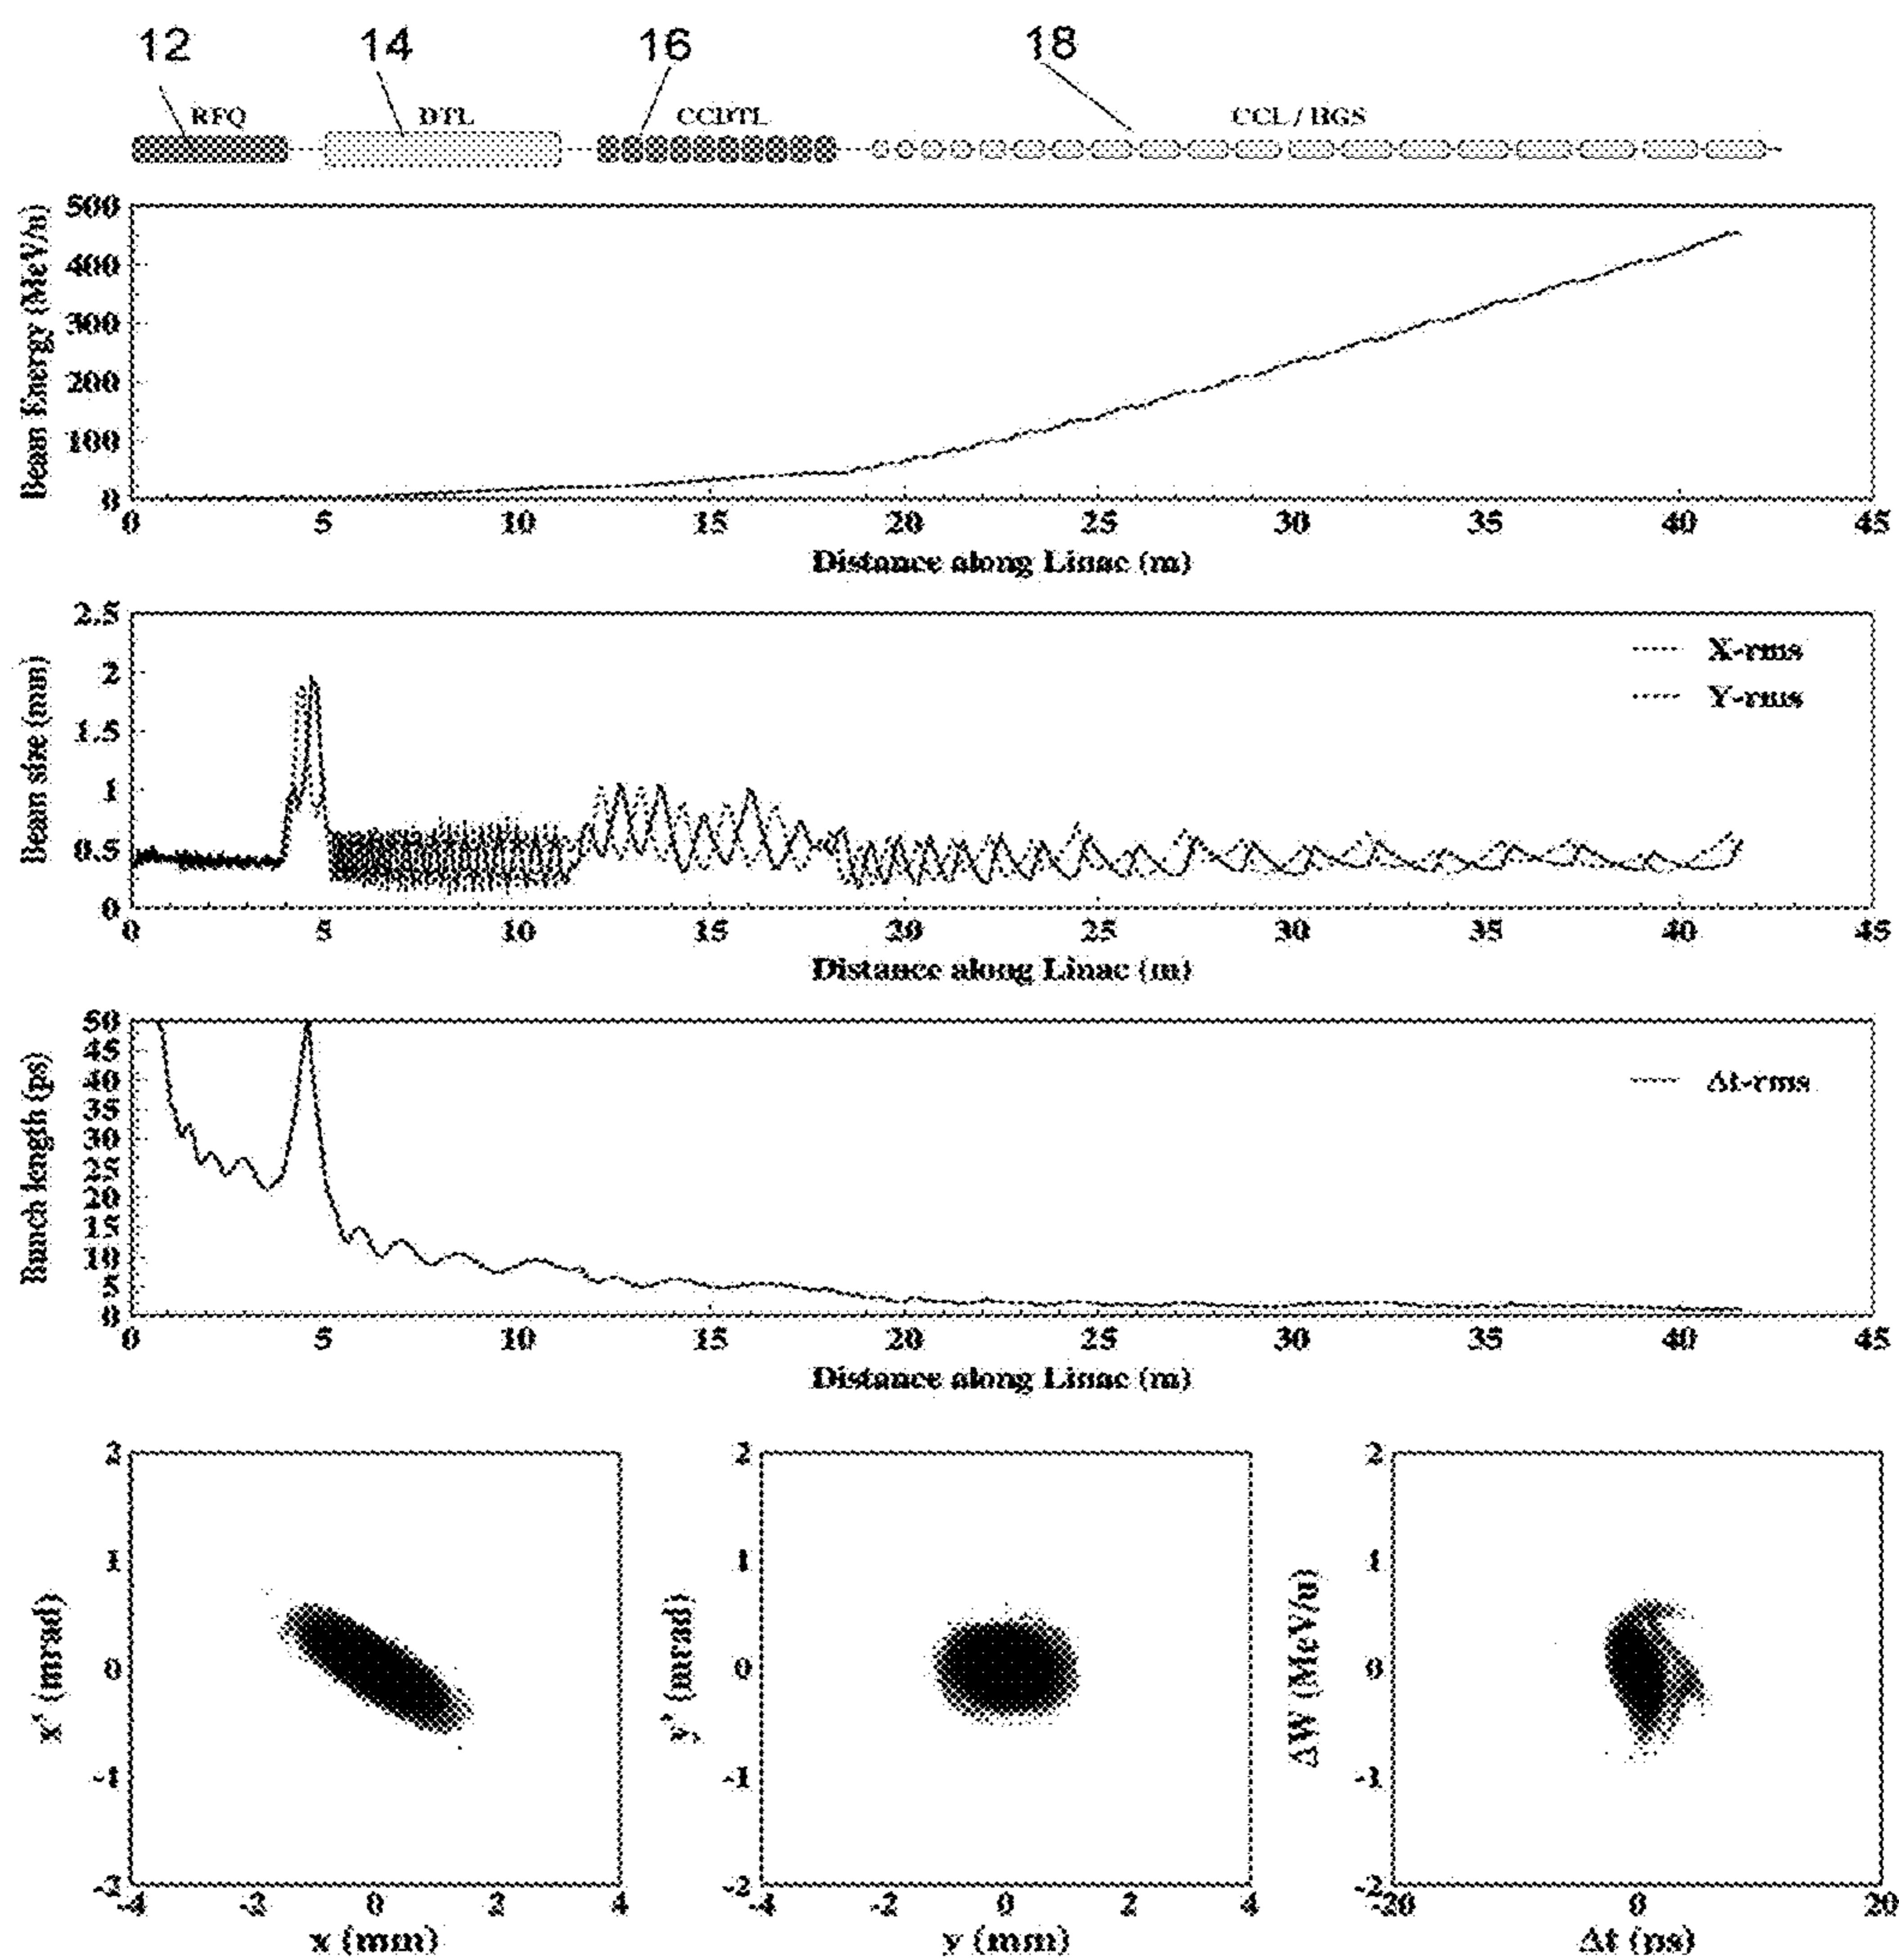 12 14 16 18
RFQ DTL CCDTL CCL / HGS
Beam Energy (MeV/u)
500
400
300
200
100
0
0 5 10 15 20 25 30 35 40 45
Distance along Linac (m)
Beam size (mm)
2.5
2
1.5
1
0.5
0
X-rms
Y-rms
0 5 10 15 20 25 30 35 40 45
Distance along Linac (m)
Bunch length (ps)
50
45
40
35
30
25
20
15
10
5
0
Δt-rms
0 5 10 15 20 25 30 35 40 45
Distance along Linac (m)
x' (mrad)
2
1
0
-1
-2
-4 -2 0 2 4
x (mm)
y' (mrad)
2
1
0
-1
-2
-4 -2 0 2 4
y (mm)
ΔW (MeV/u)
2
1
0
-1
-2
-20 0 20
Δt (ps)